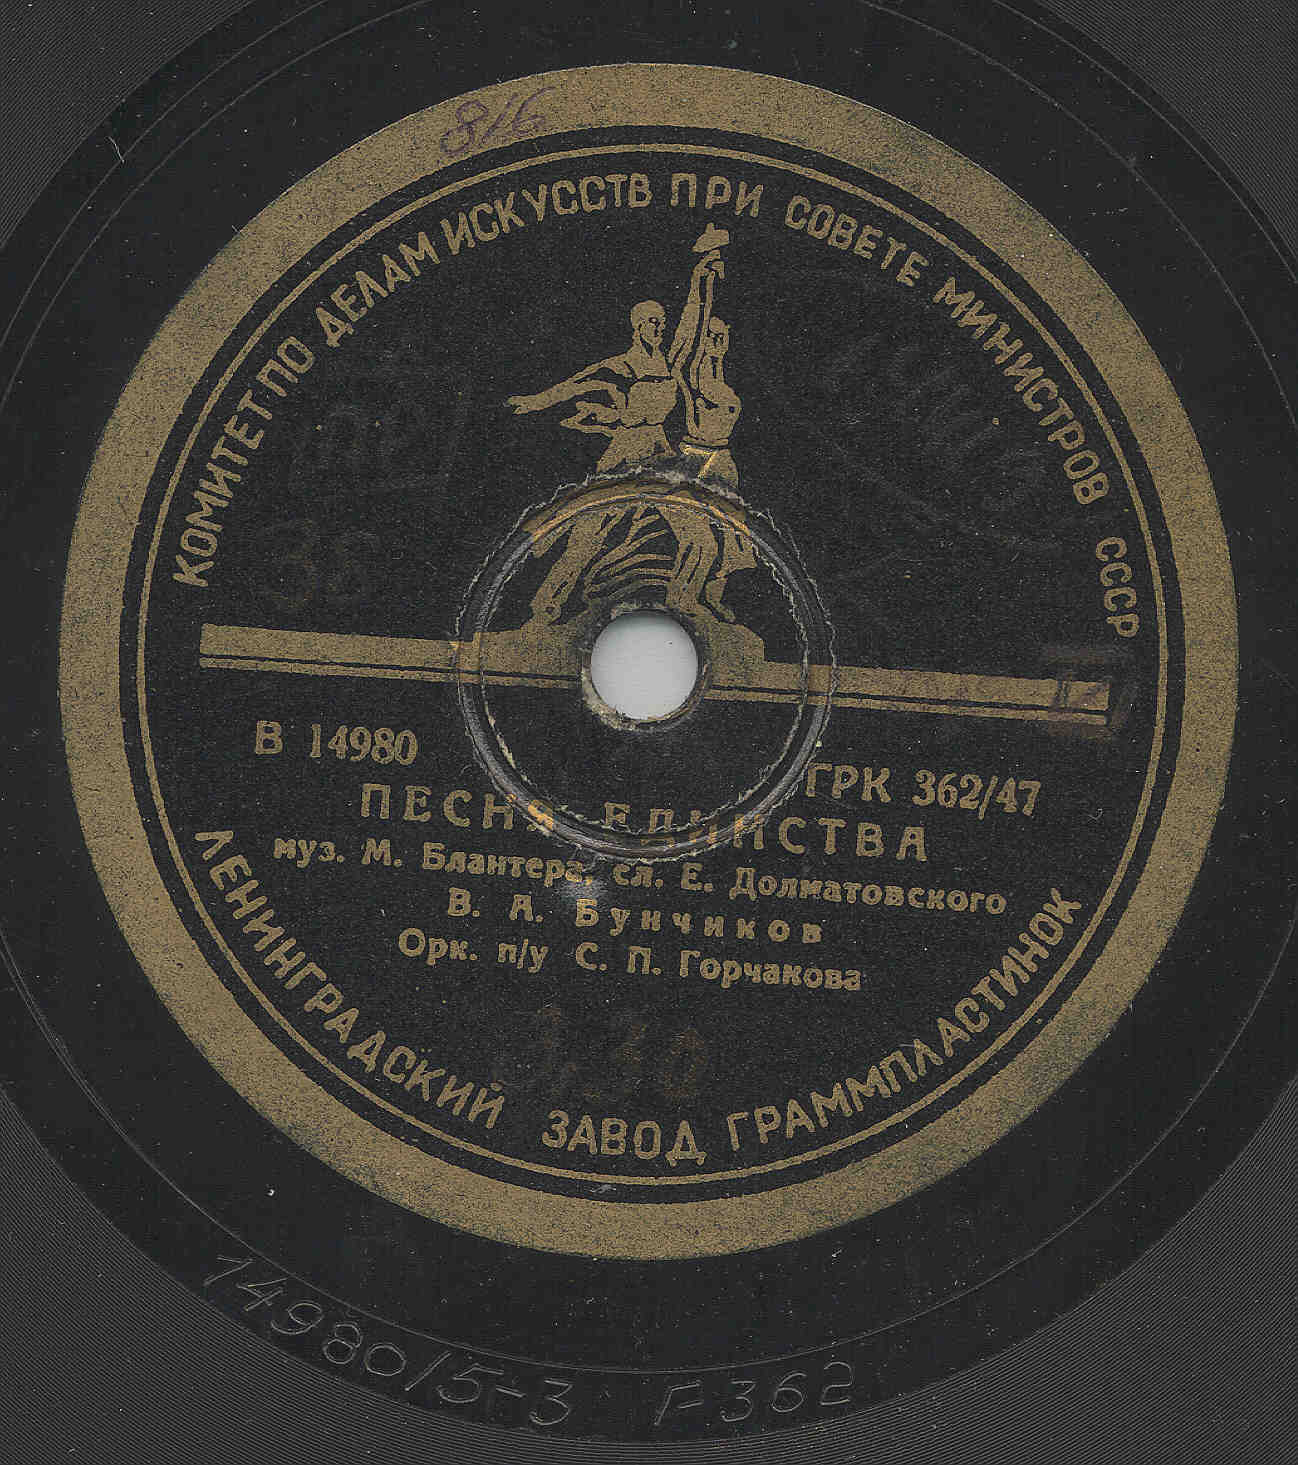 816
КОМИТЕТ ПО ДЕЛАМ ИСКУССТВ ПРИ СОВЕТЕ МИНИСТРОВ СССР
В 14980
ГРК 362/47
ПЕСНЯ ЕДИНСТВА
муз. М. Блантера, сл. Е. Долматовского
В. А. Бунчиков
Орк. п/у С. П. Горчакова
ЛЕНИНГРАДСКИЙ ЗАВОД ГРАММПЛАСТИНОК
14980/5-3 Г-362